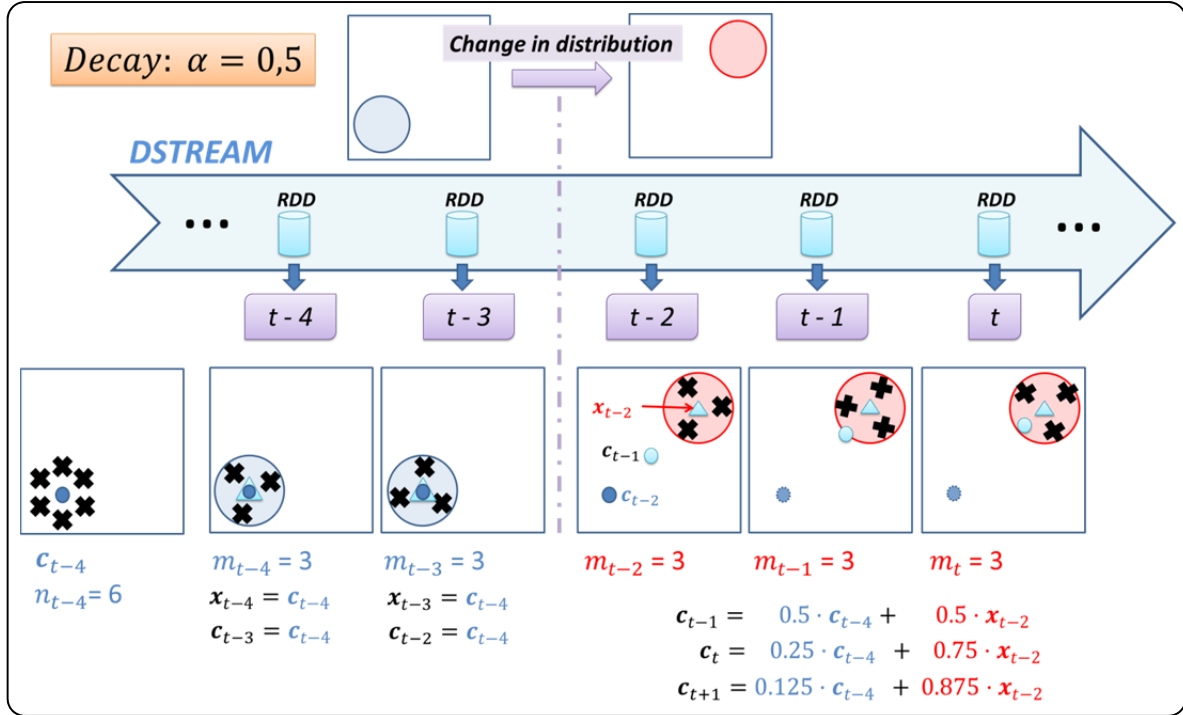 Decay: α = 0,5
Change in distribution
DSTREAM
...
RDD
RDD
RDD
RDD
RDD
...
t - 4
t - 3
t - 2
t - 1
t
x_{t−2}
c_{t−1}
c_{t−2}
c_{t−4}
n_{t−4}= 6
m_{t−4} = 3
x_{t−4} = c_{t−4}
c_{t−3} = c_{t−4}
m_{t−3} = 3
x_{t−3} = c_{t−4}
c_{t−2} = c_{t−4}
m_{t−2} = 3
m_{t−1} = 3
m_t = 3
c_{t−1} = 0.5 · c_{t−4} + 0.5 · x_{t−2}
c_t = 0.25 · c_{t−4} + 0.75 · x_{t−2}
c_{t+1} = 0.125 · c_{t−4} + 0.875 · x_{t−2}